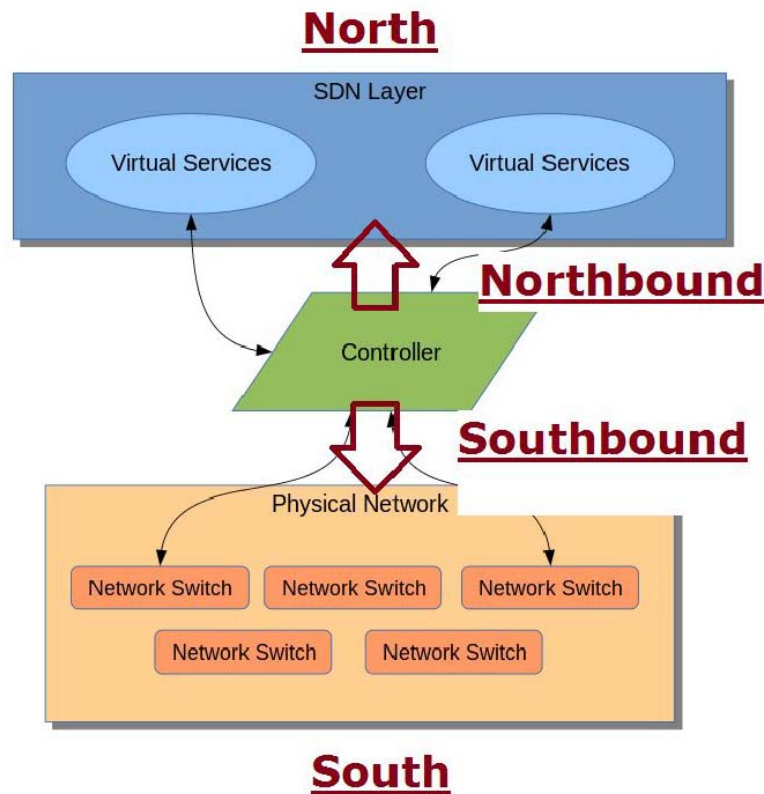 North
SDN Layer
Virtual Services
Virtual Services
Northbound
Controller
Southbound
Physical Network
Network Switch
Network Switch
Network Switch
Network Switch
Network Switch
South